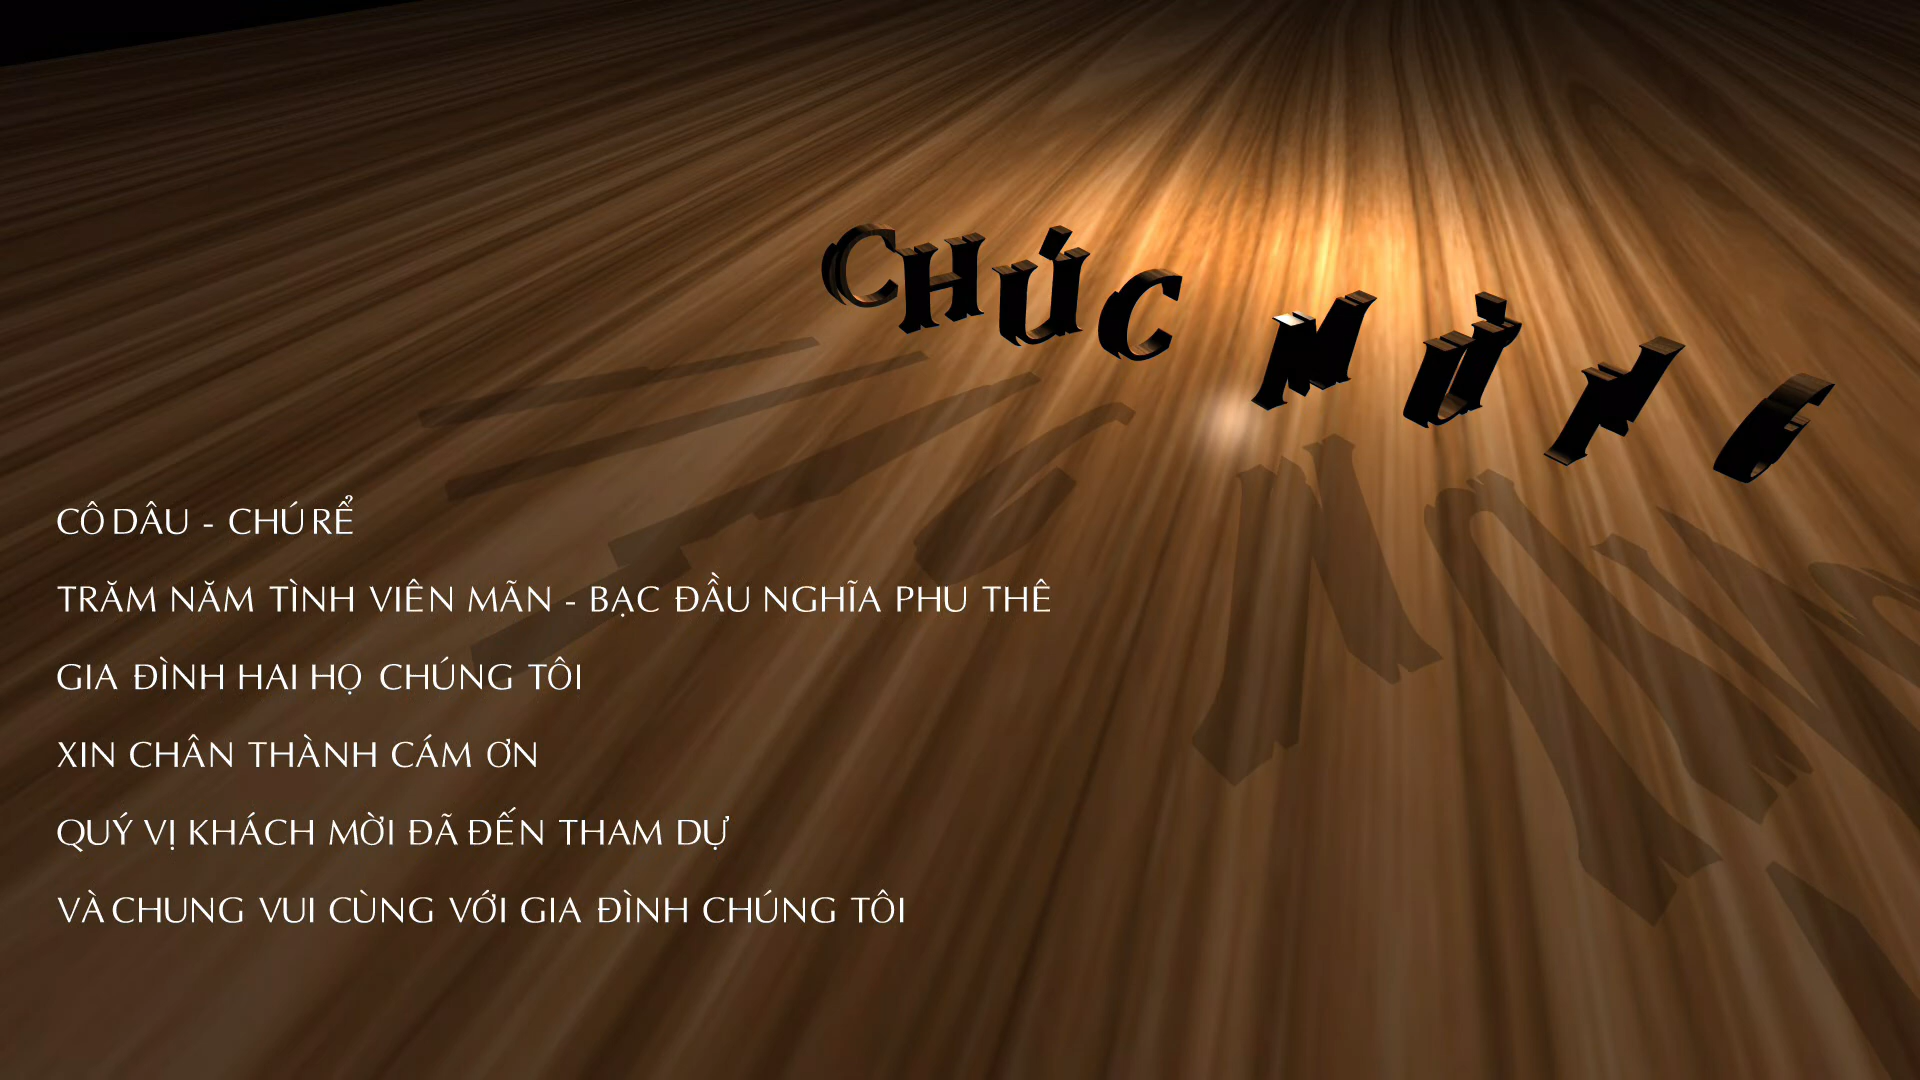 CHÚC MỪNG
CÔ DÂU - CHÚ RỂ
TRĂM NĂM TÌNH VIÊN MÃN - BẠC ĐẦU NGHĨA PHU THÊ
GIA ĐÌNH HAI HỌ CHÚNG TÔI
XIN CHÂN THÀNH CÁM ƠN
QUÝ VỊ KHÁCH MỜI ĐÃ ĐẾN THAM DỰ
VÀ CHUNG VUI CÙNG VỚI GIA ĐÌNH CHÚNG TÔI